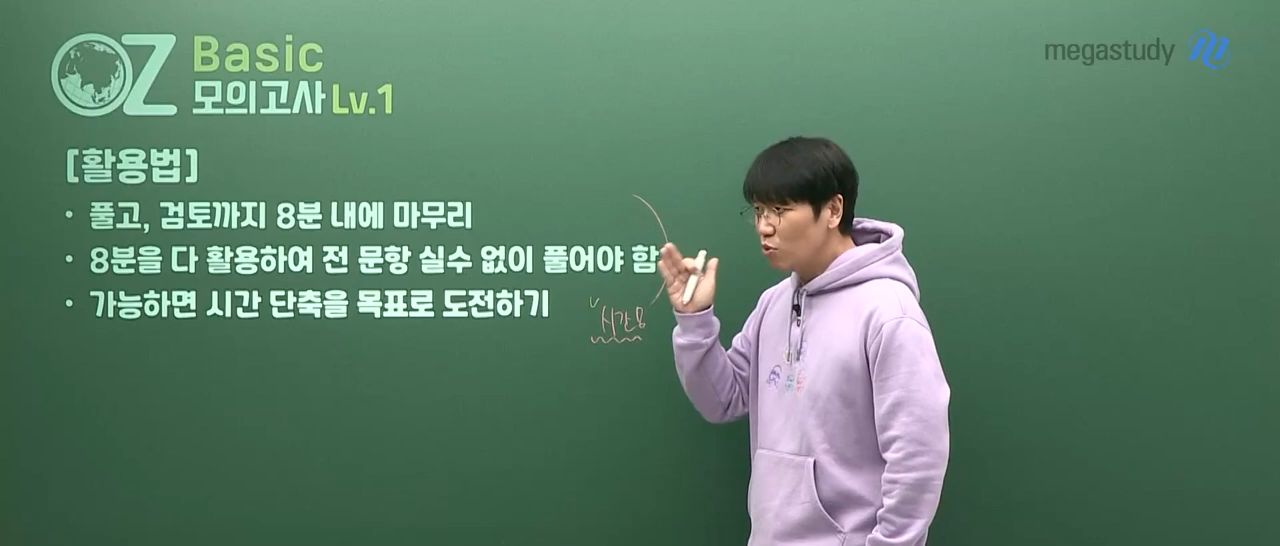 OZ Basic
모의고사 Lv.1
megastudy
[활용법]
• 풀고, 검토까지 8분 내에 마무리
• 8분을 다 활용하여 전 문항 실수 없이 풀어야 함
• 가능하면 시간 단축을 목표로 도전하기
시간